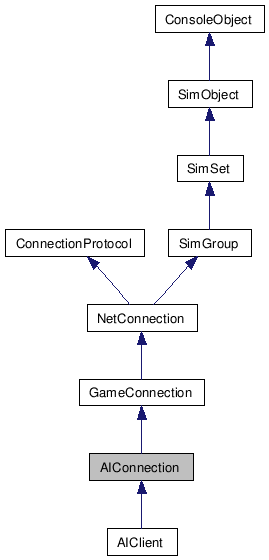 ConsoleObject
SimObject
SimSet
ConnectionProtocol
SimGroup
NetConnection
GameConnection
AIConnection
AIClient